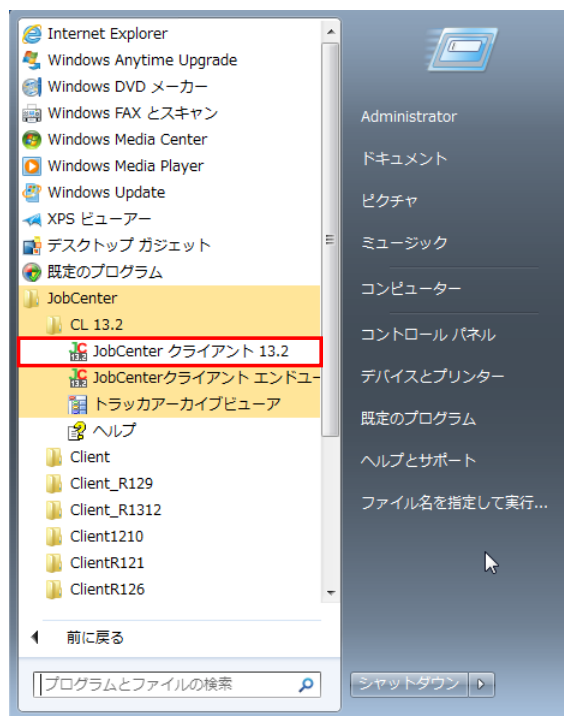 Internet Explorer
Windows Anytime Upgrade
Windows DVD メーカー
Windows FAX とスキャン
Windows Media Center
Windows Media Player
Windows Update
XPS ビューアー
デスクトップ ガジェット
既定のプログラム
JobCenter
CL 13.2
JobCenter クライアント 13.2
JobCenterクライアント エンドユー
トラッカアーカイブビューア
ヘルプ
Client
Client_R129
Client_R1312
Client1210
ClientR121
ClientR126
前に戻る
プログラムとファイルの検索
Administrator
ドキュメント
ピクチャ
ミュージック
コンピューター
コントロール パネル
デバイスとプリンター
既定のプログラム
ヘルプとサポート
ファイル名を指定して実行...
シャットダウン